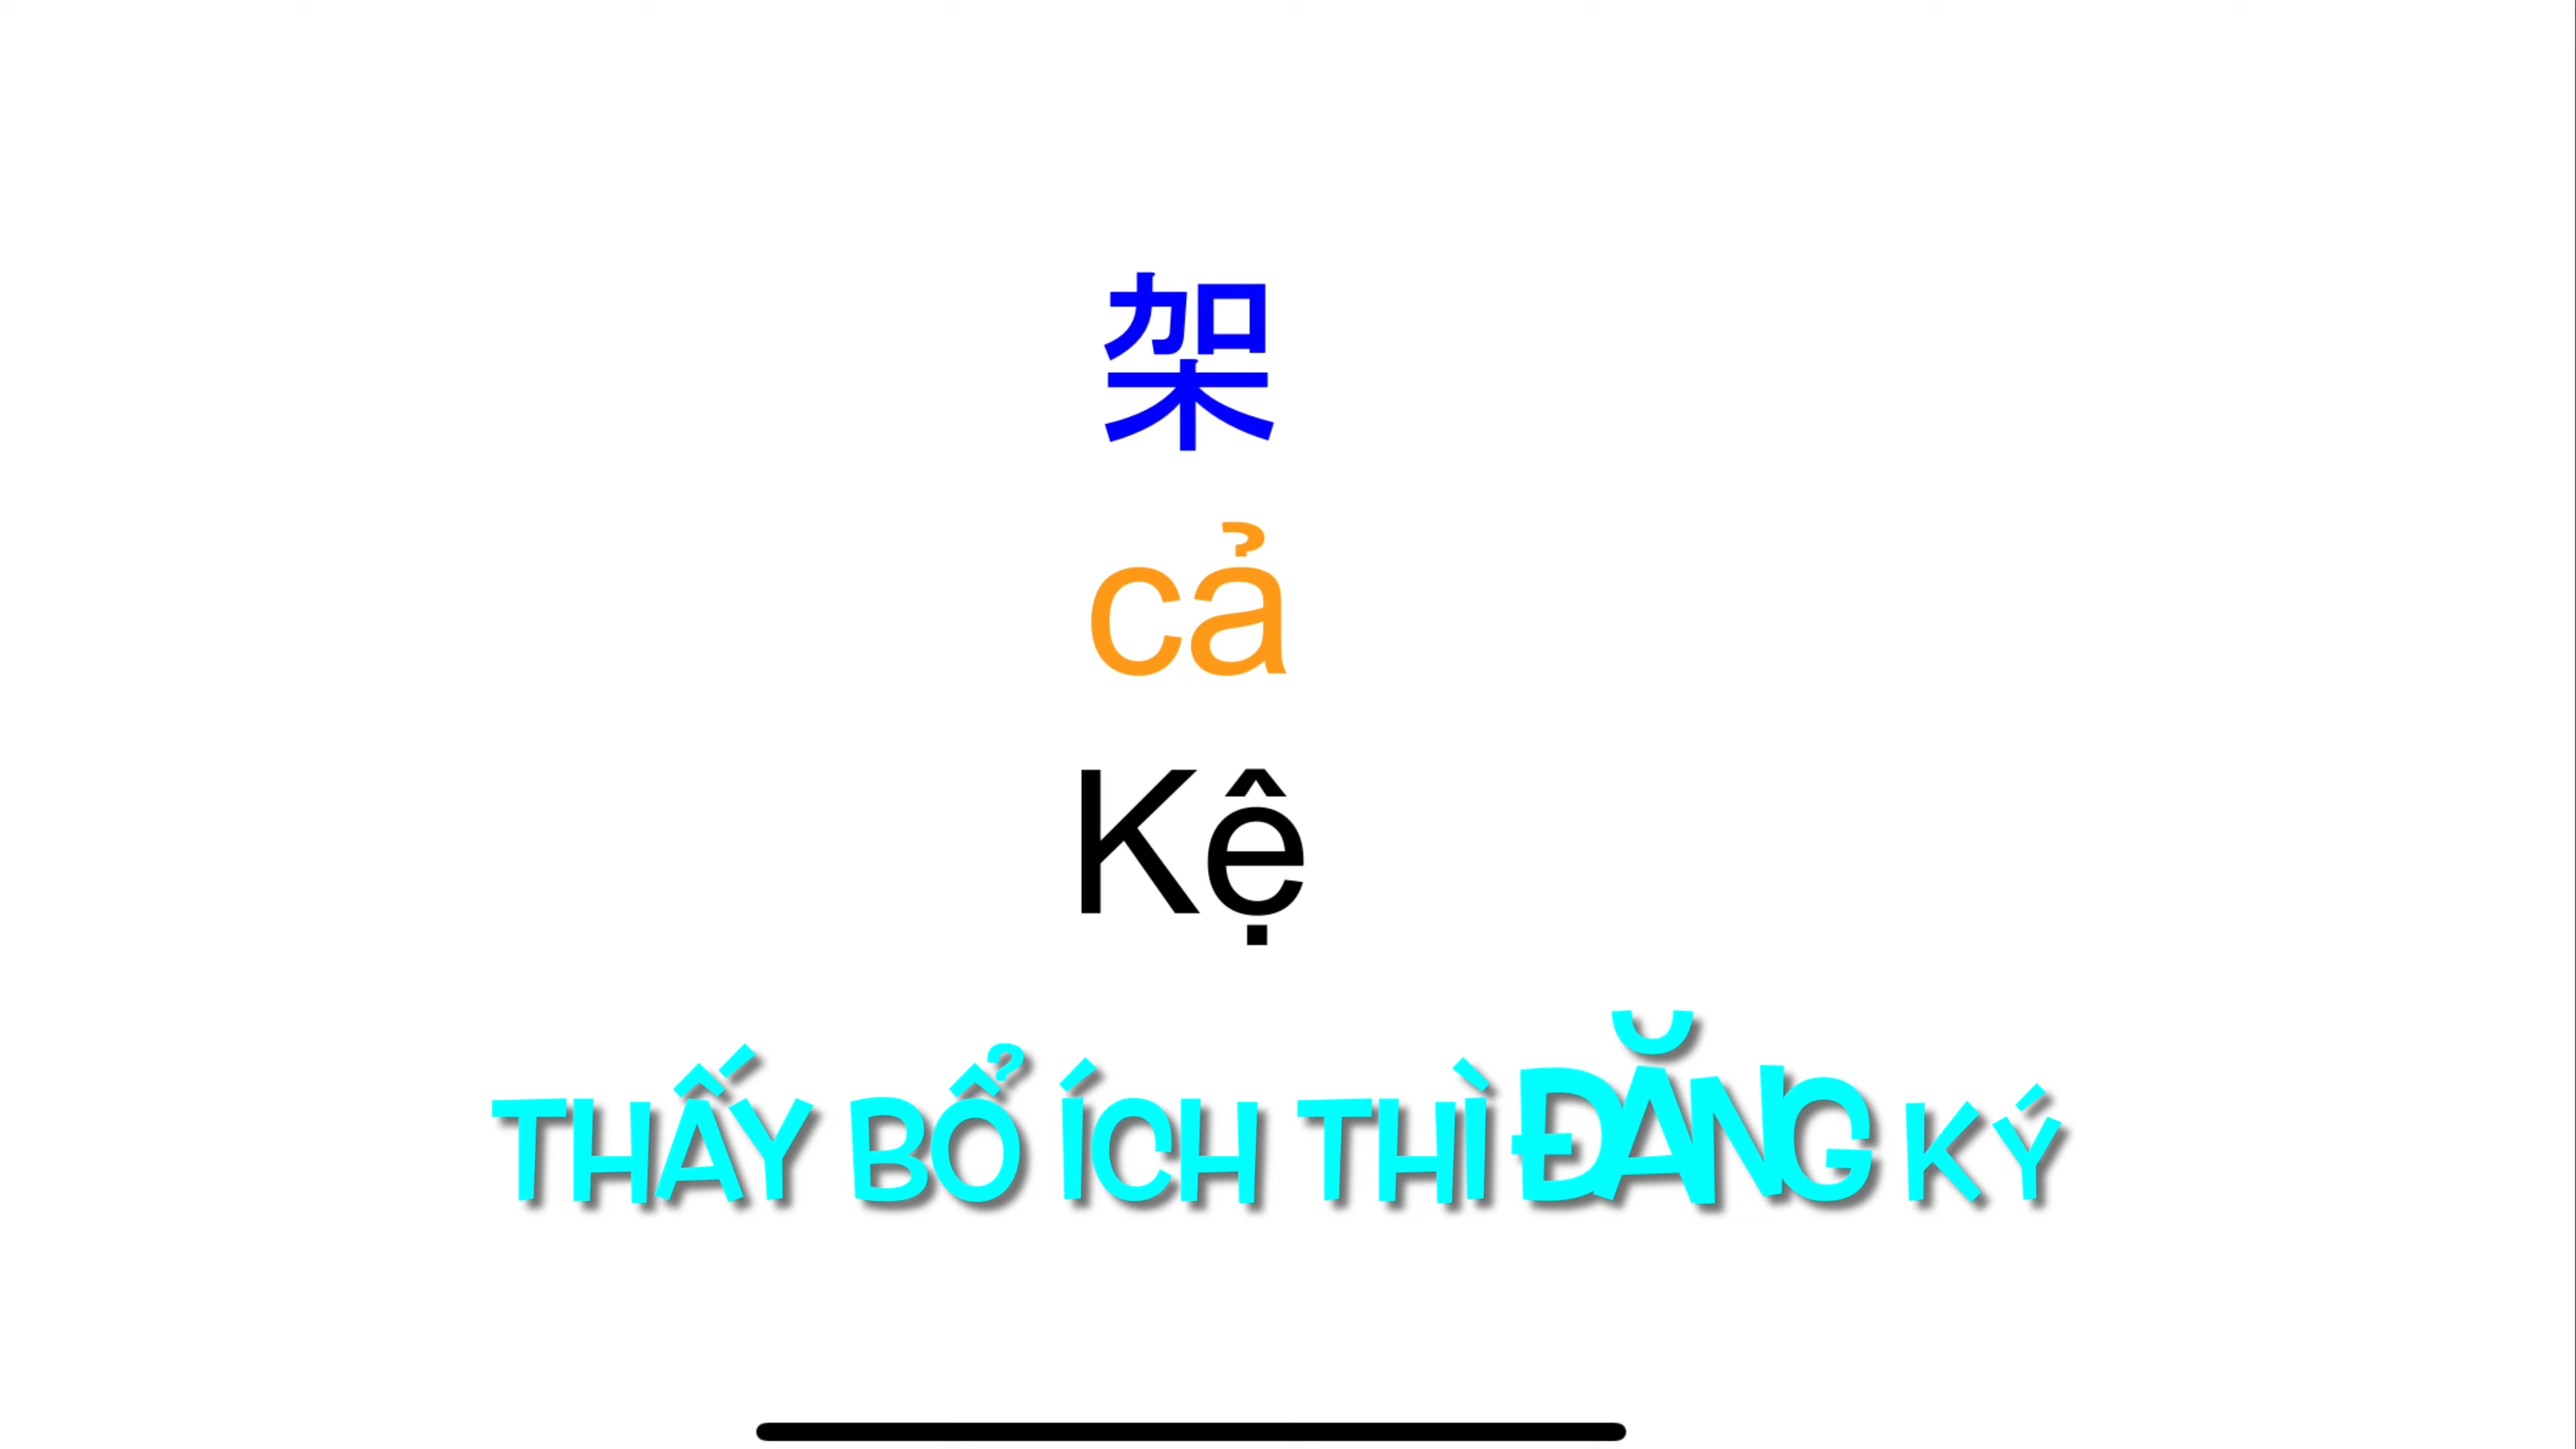 架
cả
Kệ
THẤY BỔ ÍCH THÌ ĐĂNG KÝ